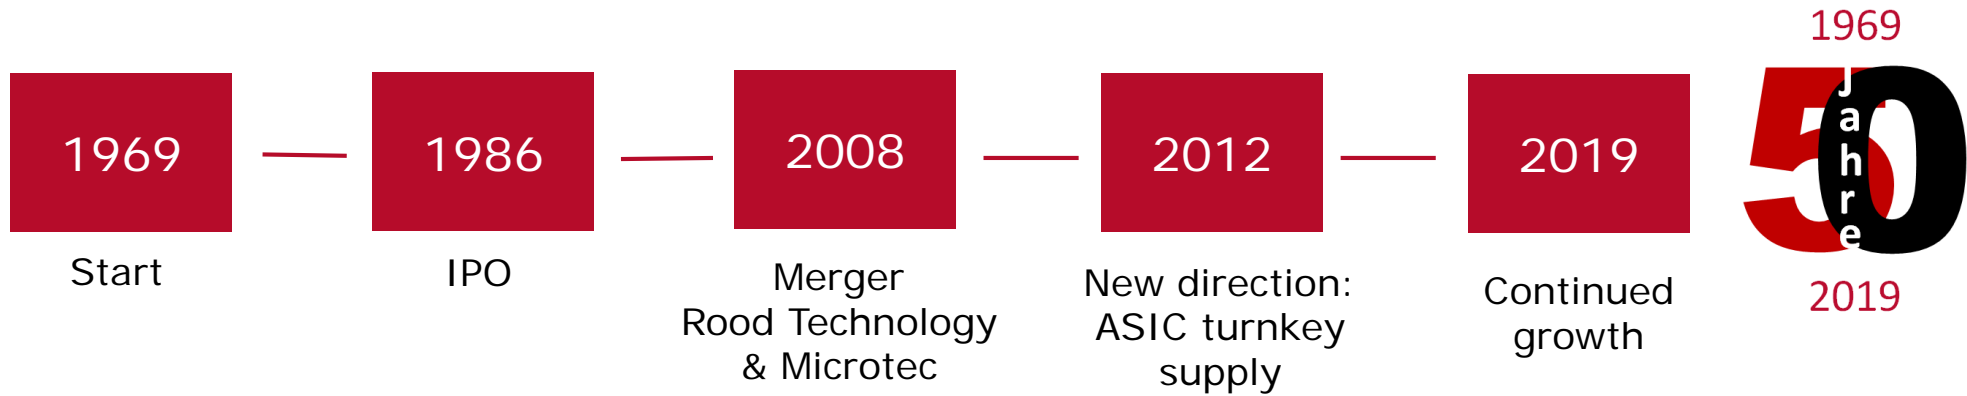 1969
Start
1986
IPO
2008
Merger
Rood Technology
& Microtec
2012
New direction:
ASIC turnkey
supply
2019
Continued
growth
1969
50
Jahre
2019